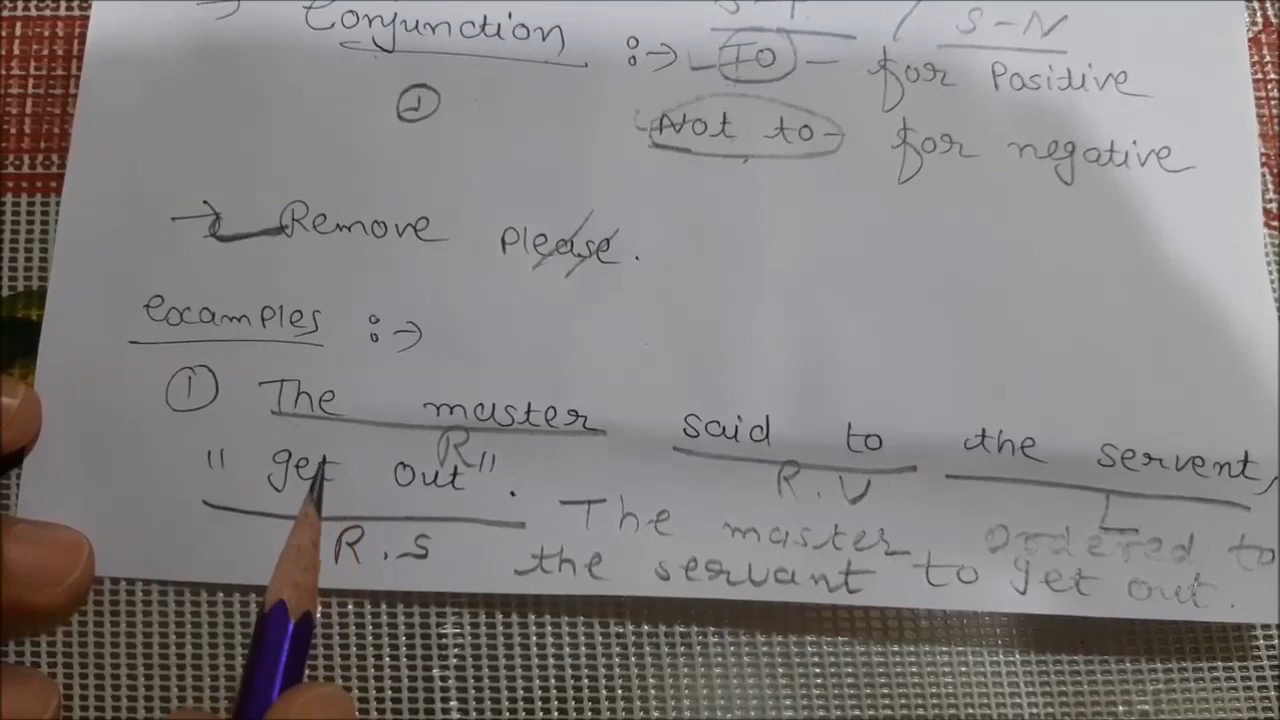 → Conjunction :→ To - for Positive / S-N
①
Not to - for negative
→ Remove please.
examples :→
① The master said to the servent,
R
R.V
L
"get out".
R.S
The master ordered to
the servant to get out.